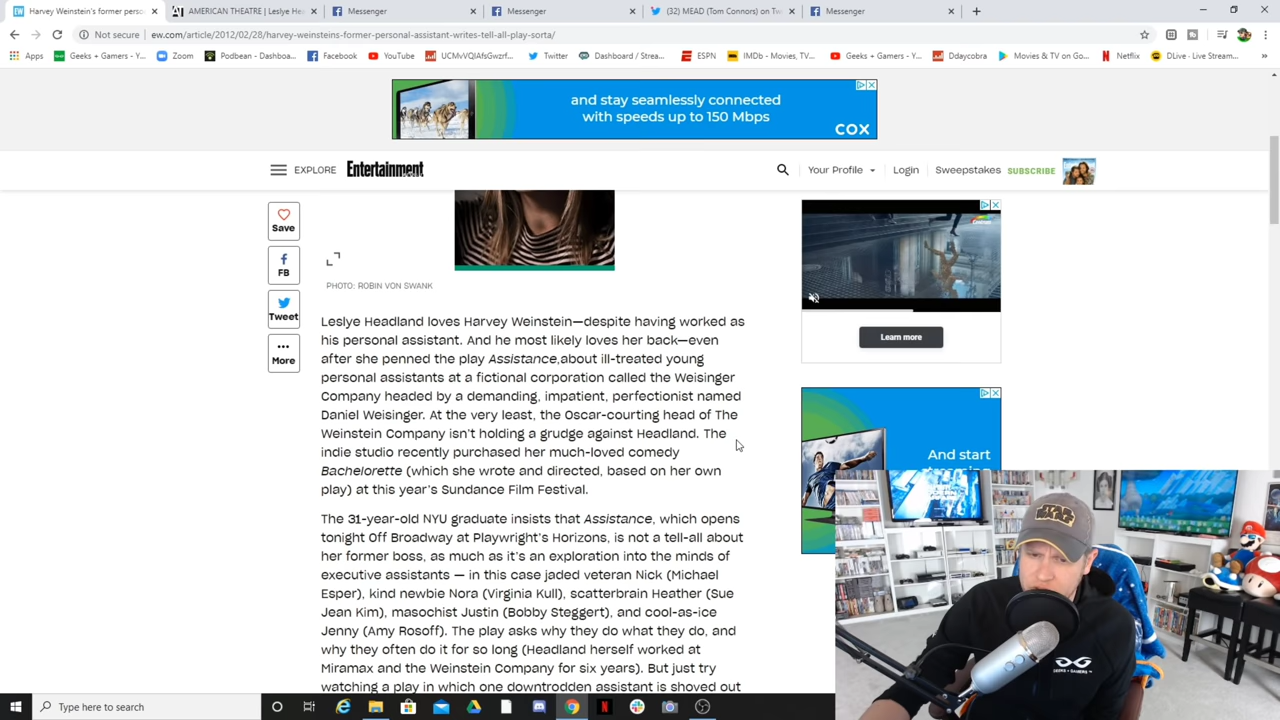 Harvey Weinstein's former perso
AMERICAN THEATRE | Leslye Hea
Messenger
Messenger
(32) MEAD (Tom Connors) on Tw
Messenger
Not secure
ew.com/article/2012/02/28/harvey-weinsteins-former-personal-assistant-writes-tell-all-play-sorta/
Apps
Geeks + Gamers - Y...
Zoom
Podbean - Dashboa...
Facebook
YouTube
UCMvVQIAfsGwzrf...
Twitter
Dashboard / Strea...
ESPN
IMDb - Movies, TV...
Geeks + Gamers - Y...
Ddaycobra
Movies & TV on Go...
Netflix
DLive · Live Stream...
and stay seamlessly connected
with speeds up to 150 Mbps
COX
EXPLORE
Entertainment
Your Profile
Login
Sweepstakes
SUBSCRIBE
Save
FB
Tweet
More
PHOTO: ROBIN VON SWANK
Leslye Headland loves Harvey Weinstein—despite having worked as
his personal assistant. And he most likely loves her back—even
after she penned the play Assistance,about ill-treated young
personal assistants at a fictional corporation called the Weisinger
Company headed by a demanding, impatient, perfectionist named
Daniel Weisinger. At the very least, the Oscar-courting head of The
Weinstein Company isn't holding a grudge against Headland. The
indie studio recently purchased her much-loved comedy
Bachelorette (which she wrote and directed, based on her own
play) at this year's Sundance Film Festival.
The 31-year-old NYU graduate insists that Assistance, which opens
tonight Off Broadway at Playwright's Horizons, is not a tell-all about
her former boss, as much as it's an exploration into the minds of
executive assistants — in this case jaded veteran Nick (Michael
Esper), kind newbie Nora (Virginia Kull), scatterbrain Heather (Sue
Jean Kim), masochist Justin (Bobby Steggert), and cool-as-ice
Jenny (Amy Rosoff). The play asks why they do what they do, and
why they often do it for so long (Headland herself worked at
Miramax and the Weinstein Company for six years). But just try
watching a play in which one downtrodden assistant is shoved out
Learn more
And start
GEEKS + GAMERS
Type here to search